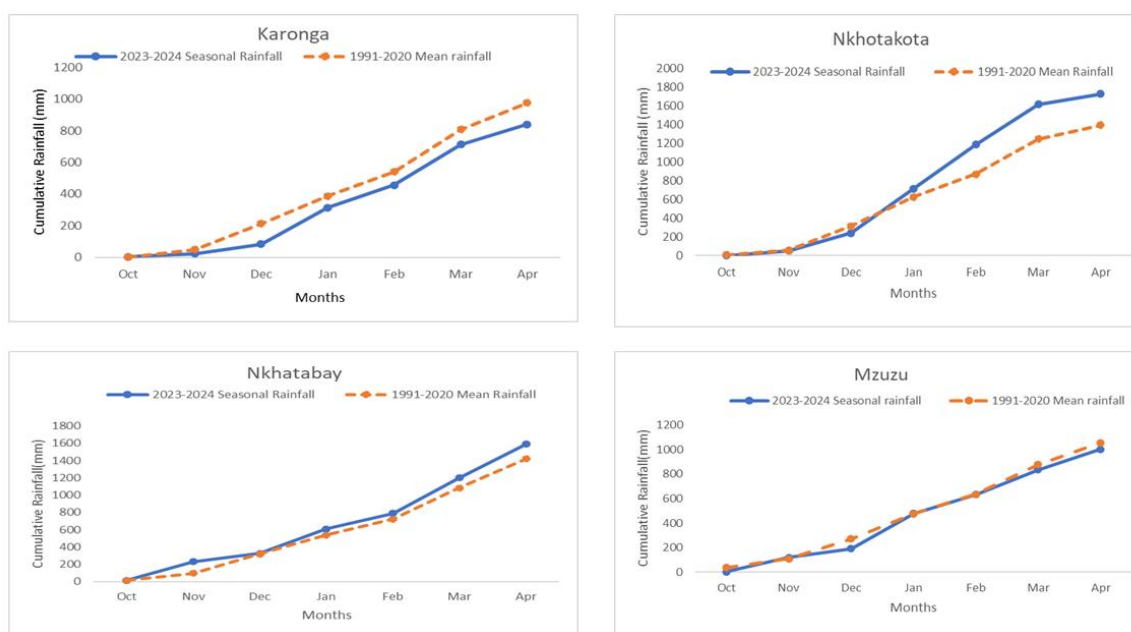 Karonga
2023-2024 Seasonal Rainfall 1991-2020 Mean rainfall
Cumulative Rainfall (mm)
1200
1000
800
600
400
200
0
Oct Nov Dec Jan Feb Mar Apr
Months
Nkhotakota
2023-2024 Seasonal Rainfall 1991-2020 Mean Rainfall
Cumulative Rainfall (mm)
2000
1800
1600
1400
1200
1000
800
600
400
200
0
Oct Nov Dec Jan Feb Mar Apr
Months
Nkhatabay
2023-2024 Seasonal Rainfall 1991-2020 Mean Rainfall
Cumulative Rainfall(mm)
1800
1600
1400
1200
1000
800
600
400
200
0
Oct Nov Dec Jan Feb Mar Apr
Months
Mzuzu
2023-2024 Seasonal rainfall 1991-2020 Mean rainfall
Cumulative Rainfall(mm)
1200
1000
800
600
400
200
0
Oct Nov Dec Jan Feb Mar Apr
Months